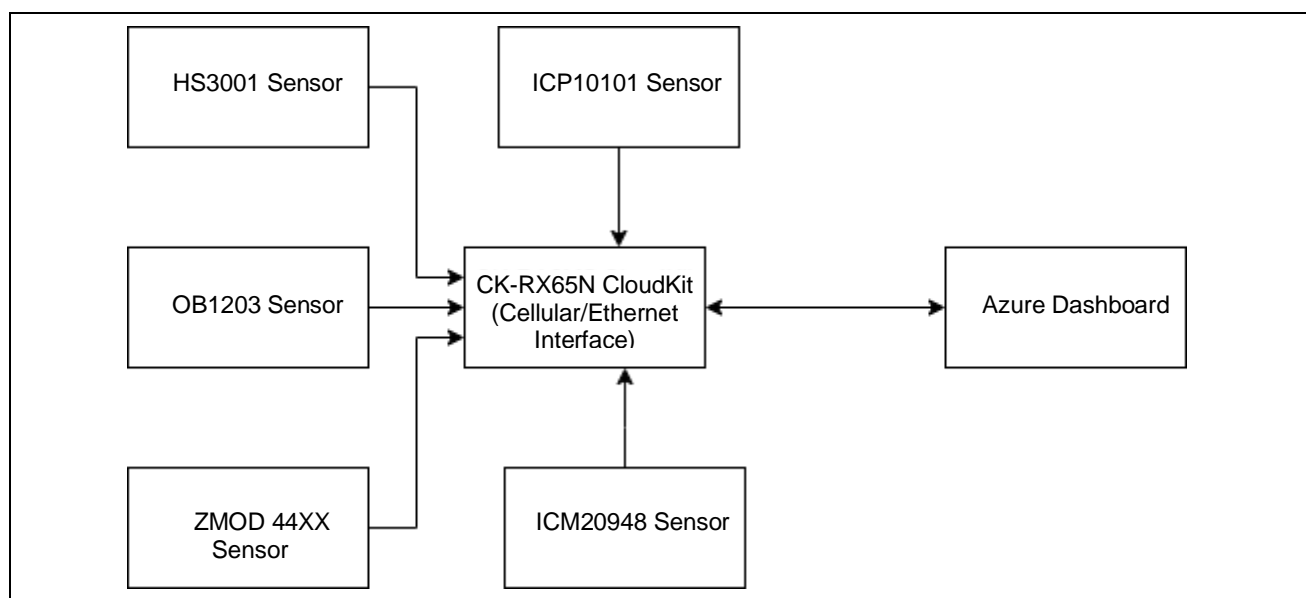 HS3001 Sensor
ICP10101 Sensor
OB1203 Sensor
CK-RX65N CloudKit
(Cellular/Ethernet
Interface)
Azure Dashboard
ZMOD 44XX
Sensor
ICM20948 Sensor